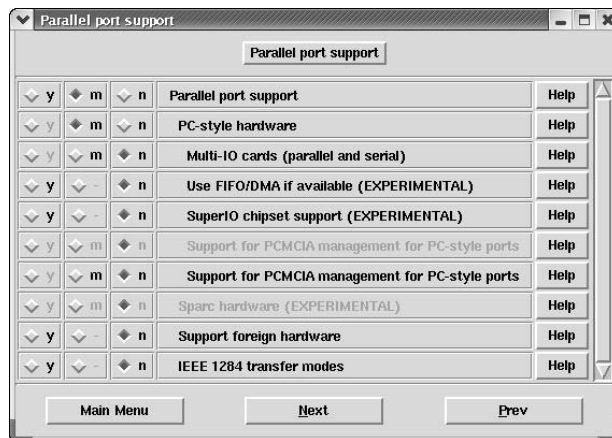 Parallel port support
Parallel port support
y m n Parallel port support Help
y m n PC-style hardware Help
y m n Multi-IO cards (parallel and serial) Help
y - n Use FIFO/DMA if available (EXPERIMENTAL) Help
y - n SuperIO chipset support (EXPERIMENTAL) Help
y m n Support for PCMCIA management for PC-style ports Help
y m n Support for PCMCIA management for PC-style ports Help
y m n Sparc hardware (EXPERIMENTAL) Help
y - n Support foreign hardware Help
y - n IEEE 1284 transfer modes Help
Main Menu Next Prev